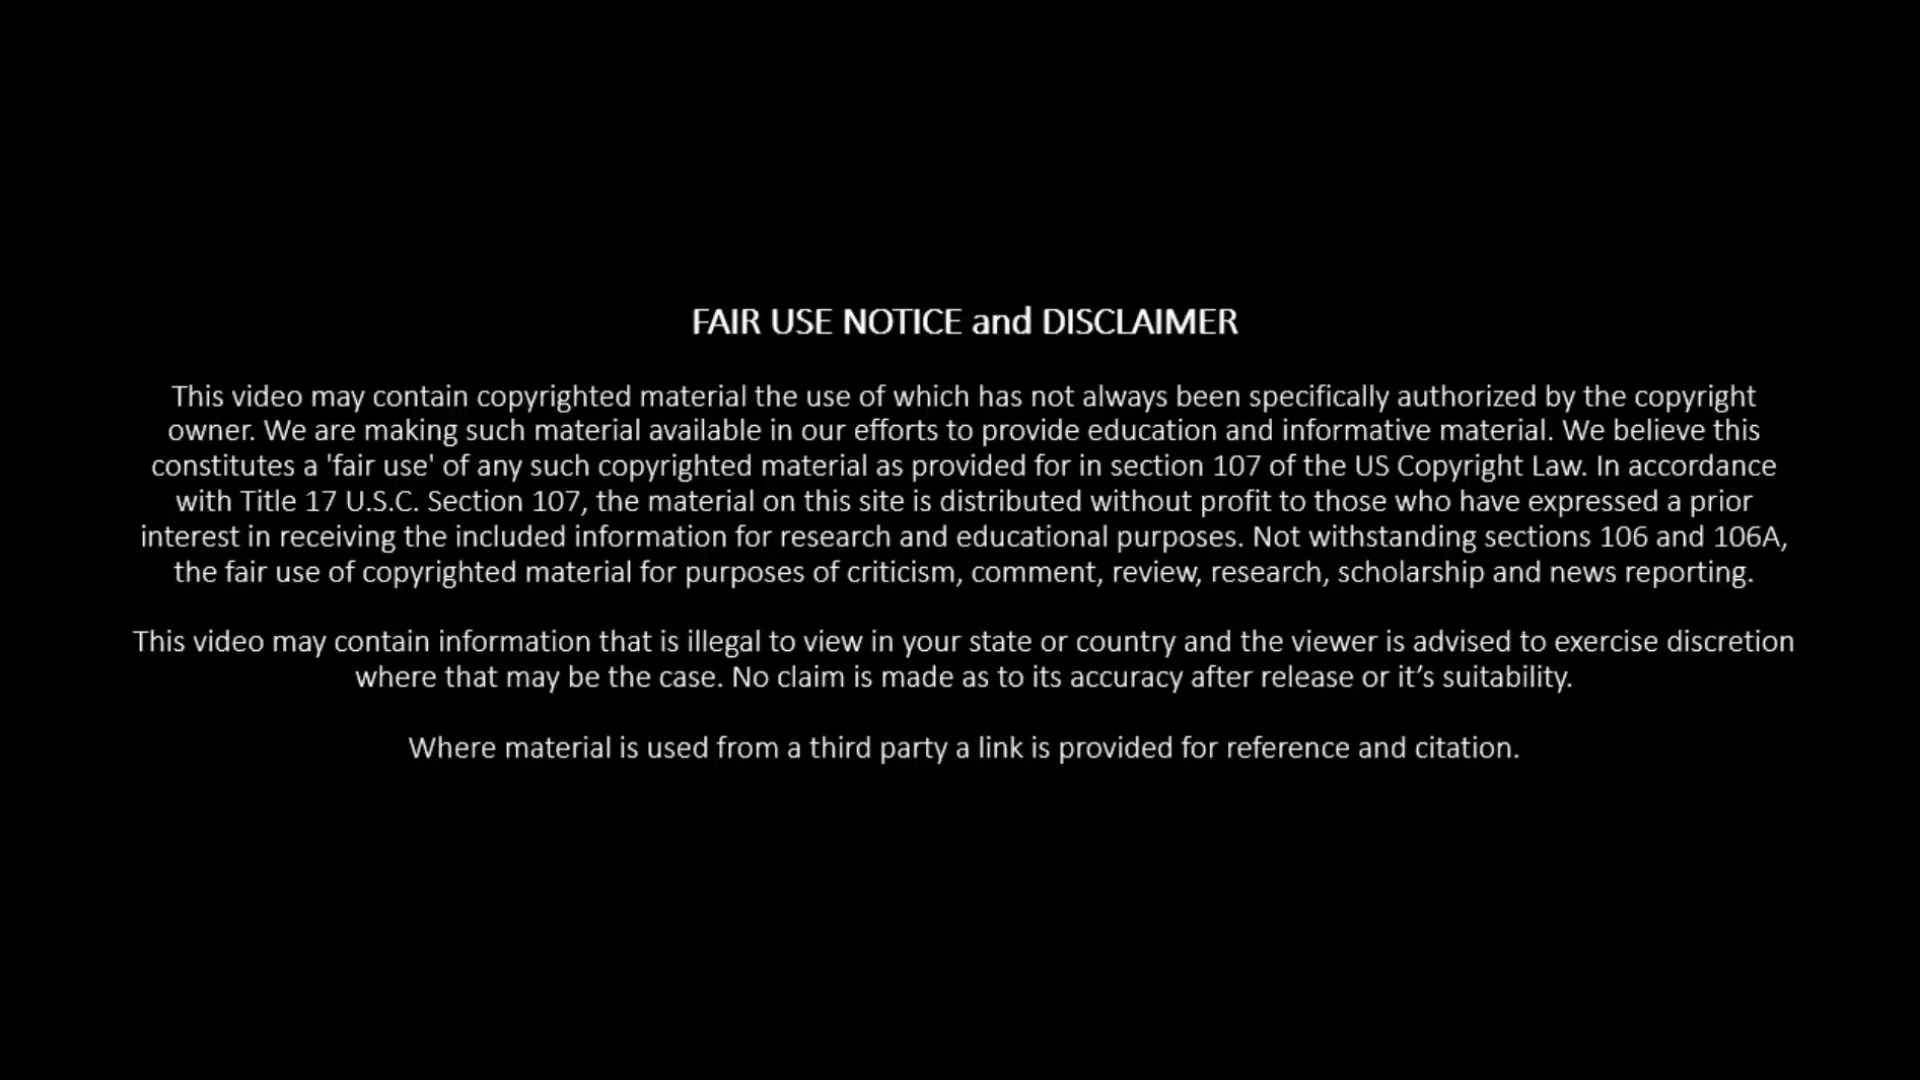 FAIR USE NOTICE and DISCLAIMER
This video may contain copyrighted material the use of which has not always been specifically authorized by the copyright
owner. We are making such material available in our efforts to provide education and informative material. We believe this
constitutes a 'fair use' of any such copyrighted material as provided for in section 107 of the US Copyright Law. In accordance
with Title 17 U.S.C. Section 107, the material on this site is distributed without profit to those who have expressed a prior
interest in receiving the included information for research and educational purposes. Not withstanding sections 106 and 106A,
the fair use of copyrighted material for purposes of criticism, comment, review, research, scholarship and news reporting.
This video may contain information that is illegal to view in your state or country and the viewer is advised to exercise discretion
where that may be the case. No claim is made as to its accuracy after release or it’s suitability.
Where material is used from a third party a link is provided for reference and citation.